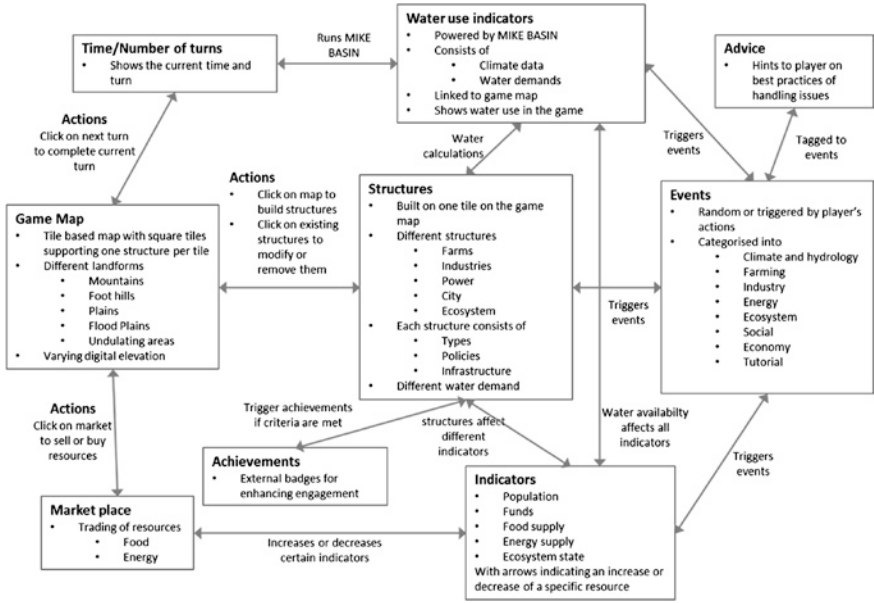 Time/Number of turns
• Shows the current time and
turn
Runs MIKE
BASIN
Water use indicators
• Powered by MIKE BASIN
• Consists of
• Climate data
• Water demands
• Linked to game map
• Shows water use in the game
Advice
• Hints to player on
best practices of
handling issues
Actions
Click on next turn
to complete current
turn
Water
calculations
Triggers
events
Tagged to
events
Game Map
• Tile based map with square tiles
supporting one structure per tile
• Different landforms
• Mountains
• Foot hills
• Plains
• Flood Plains
• Undulating areas
• Varying digital elevation
Actions
• Click on map to
build structures
• Click on existing
structures to
modify or
remove them
Structures
• Built on one tile on the game
map
• Different structures
• Farms
• Industries
• Power
• City
• Ecosystem
• Each structure consists of
• Types
• Policies
• Infrastructure
• Different water demand
Triggers
events
Events
• Random or triggered by player's
actions
• Categorised into
• Climate and hydrology
• Farming
• Industry
• Energy
• Ecosystem
• Social
• Economy
• Tutorial
Actions
Click on market
to sell or buy
resources
Trigger achievements
if criteria are met
structures affect
different
indicators
Water availabilty
affects all
indicators
Triggers
events
Achievements
• External badges for
enhancing engagement
Market place
• Trading of resources
• Food
• Energy
Increases or decreases
certain indicators
Indicators
• Population
• Funds
• Food supply
• Energy supply
• Ecosystem state
With arrows indicating an increase or
decrease of a specific resource